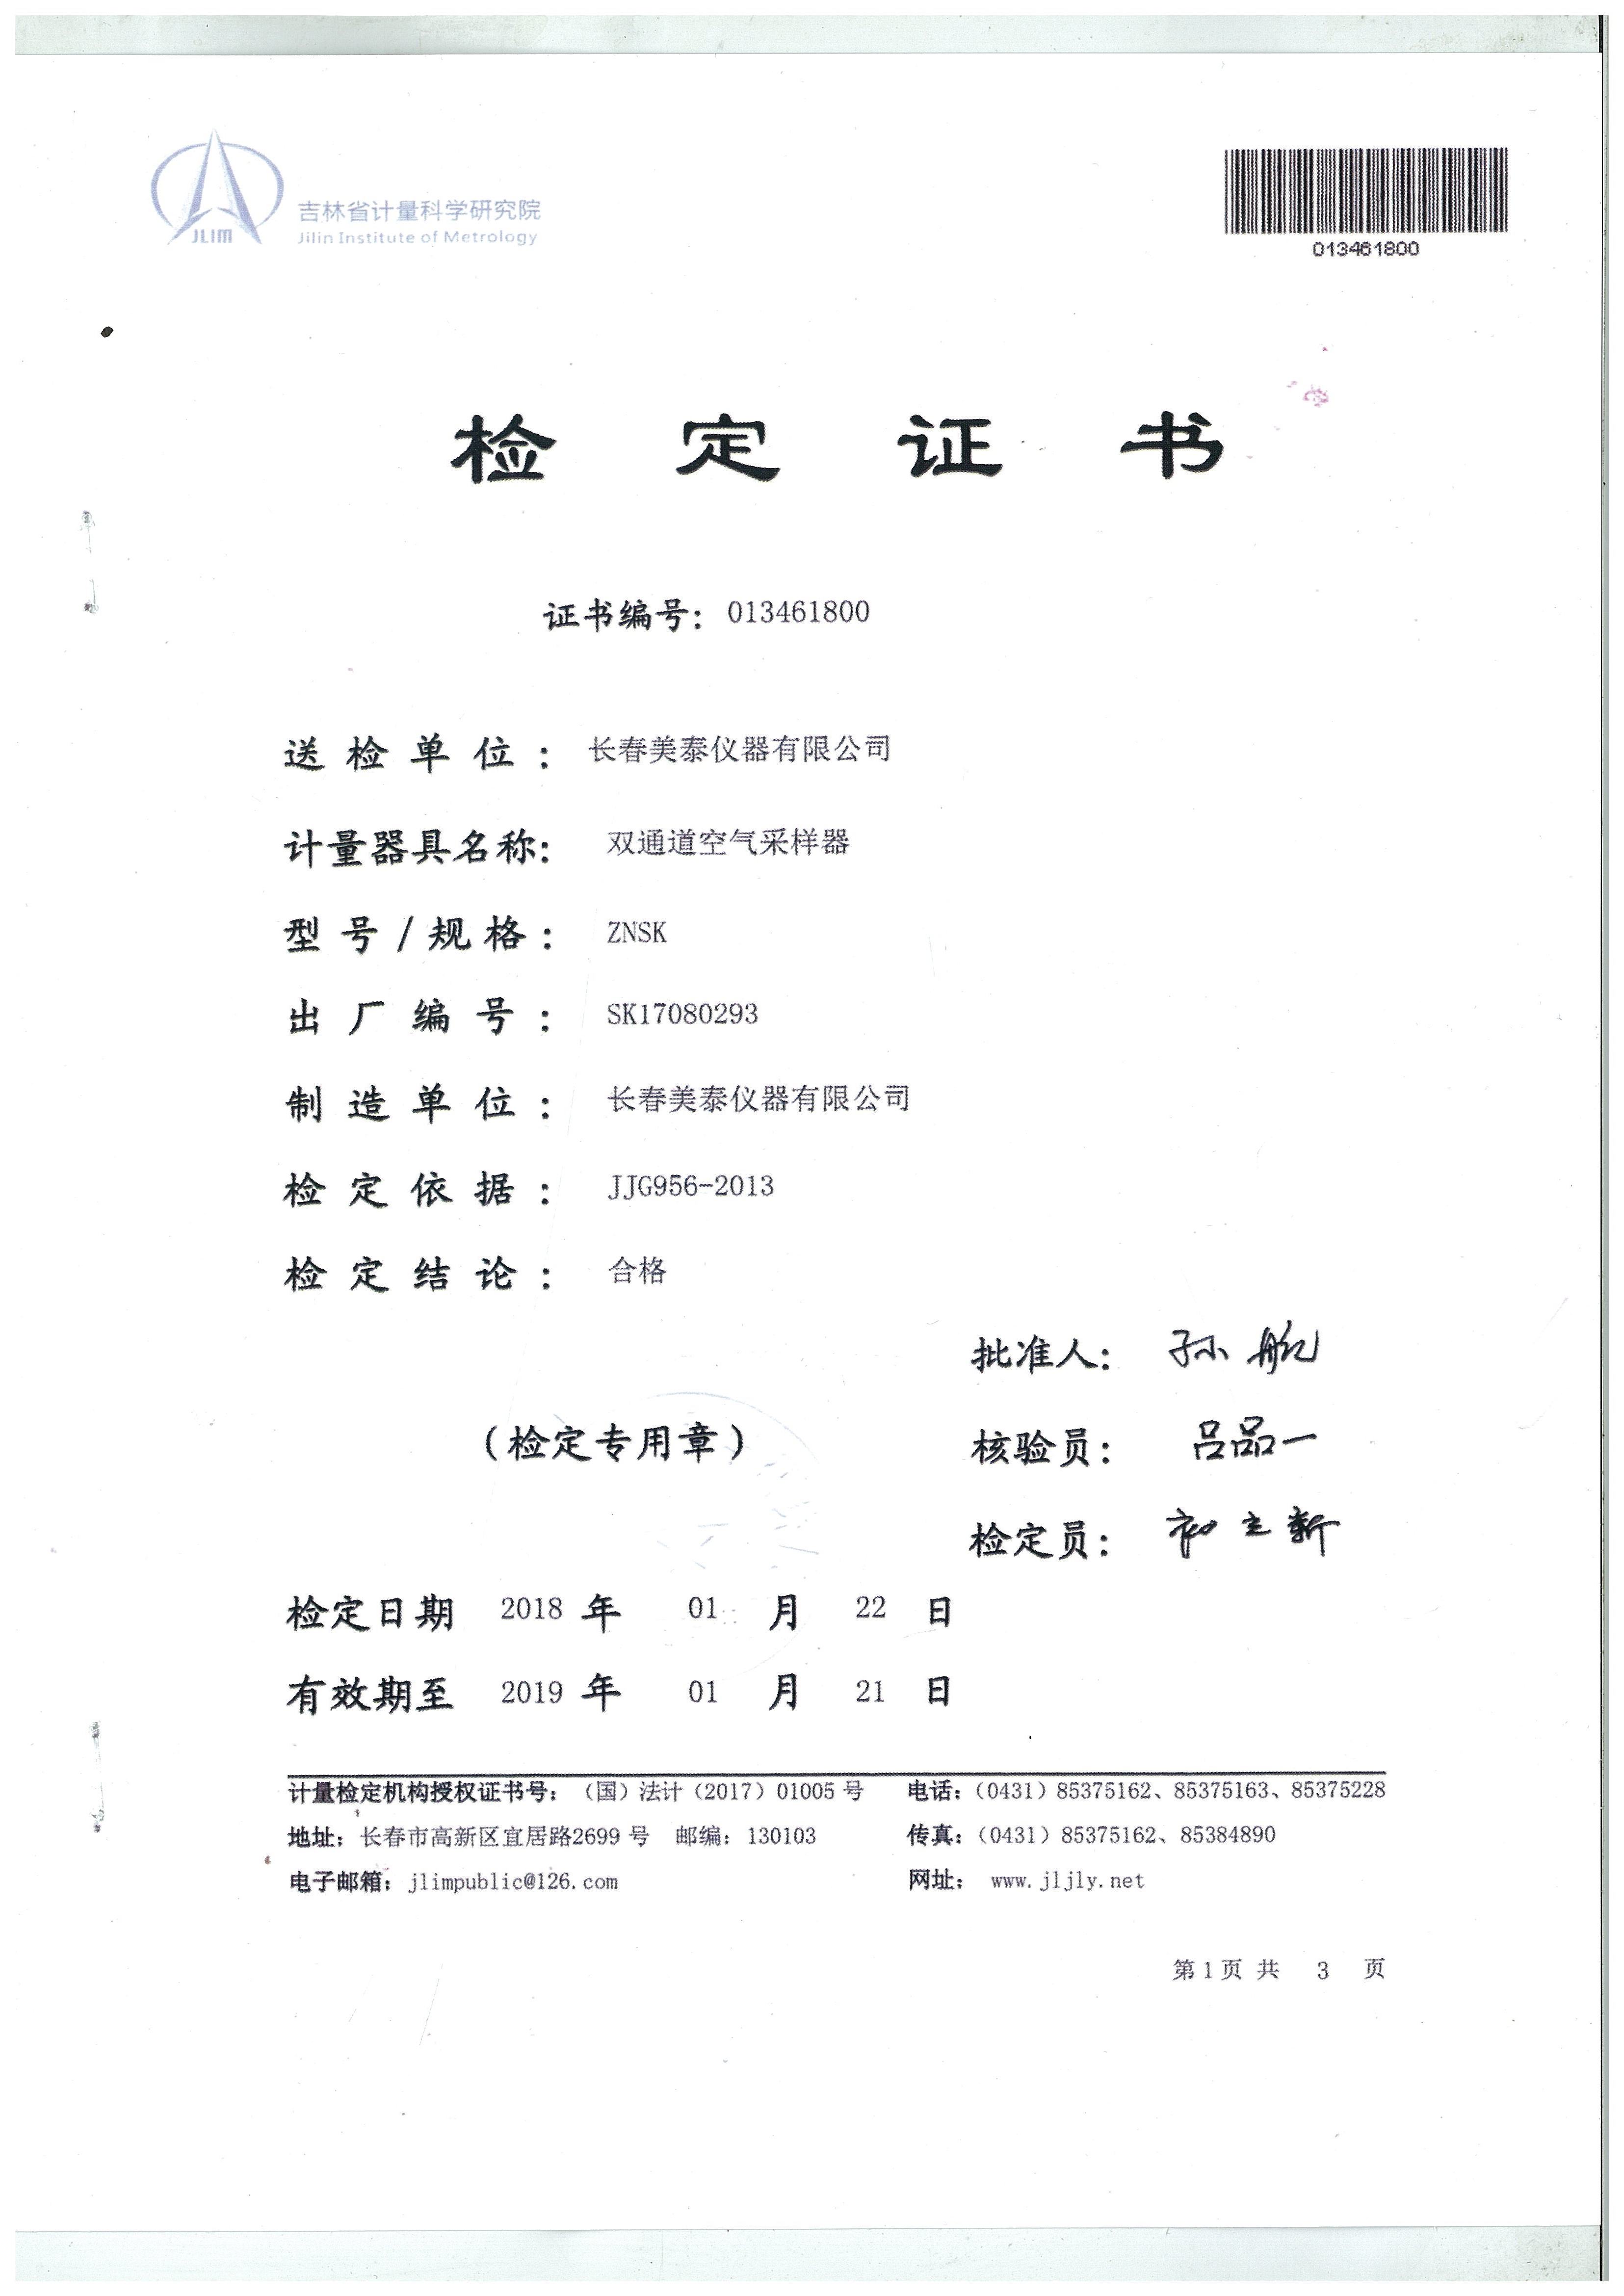 JLIM
吉林省计量科学研究院
Jilin Institute of Metrology
013461800
检定证书
证书编号: 013461800
送检单位: 长春美泰仪器有限公司
计量器具名称: 双通道空气采样器
型号/规格: ZNSK
出厂编号: SK17080293
制造单位: 长春美泰仪器有限公司
检定依据: JJG956-2013
检定结论: 合格
批准人: 孙航
(检定专用章)
核验员: 吕品一
检定员: 初立新
检定日期 2018 年 01 月 22 日
有效期至 2019 年 01 月 21 日
计量检定机构授权证书号: (国)法计(2017)01005 号 电话: (0431) 85375162、85375163、85375228
地址: 长春市高新区宜居路2699 号 邮编: 130103 传真: (0431) 85375162、85384890
电子邮箱: jlimpublic@126.com 网址: www.jljly.net
第1页 共 3 页